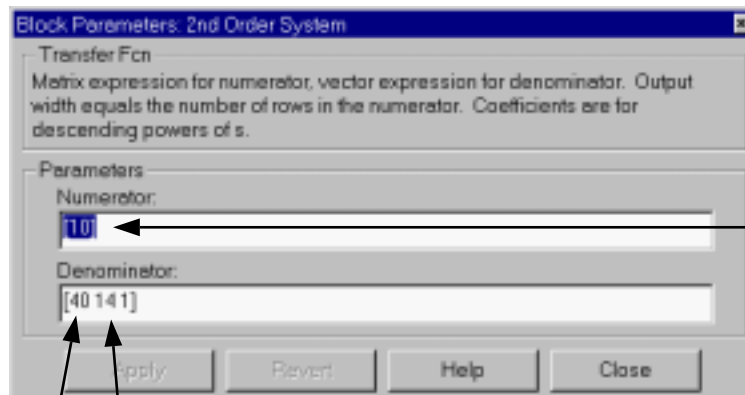 Block Parameters: 2nd Order System
Transfer Fcn
Matrix expression for numerator, vector expression for denominator. Output
width equals the number of rows in the numerator. Coefficients are for
descending powers of s.
Parameters
Numerator:
[10]
Denominator:
[40 14 1]
Apply Revert Help Close